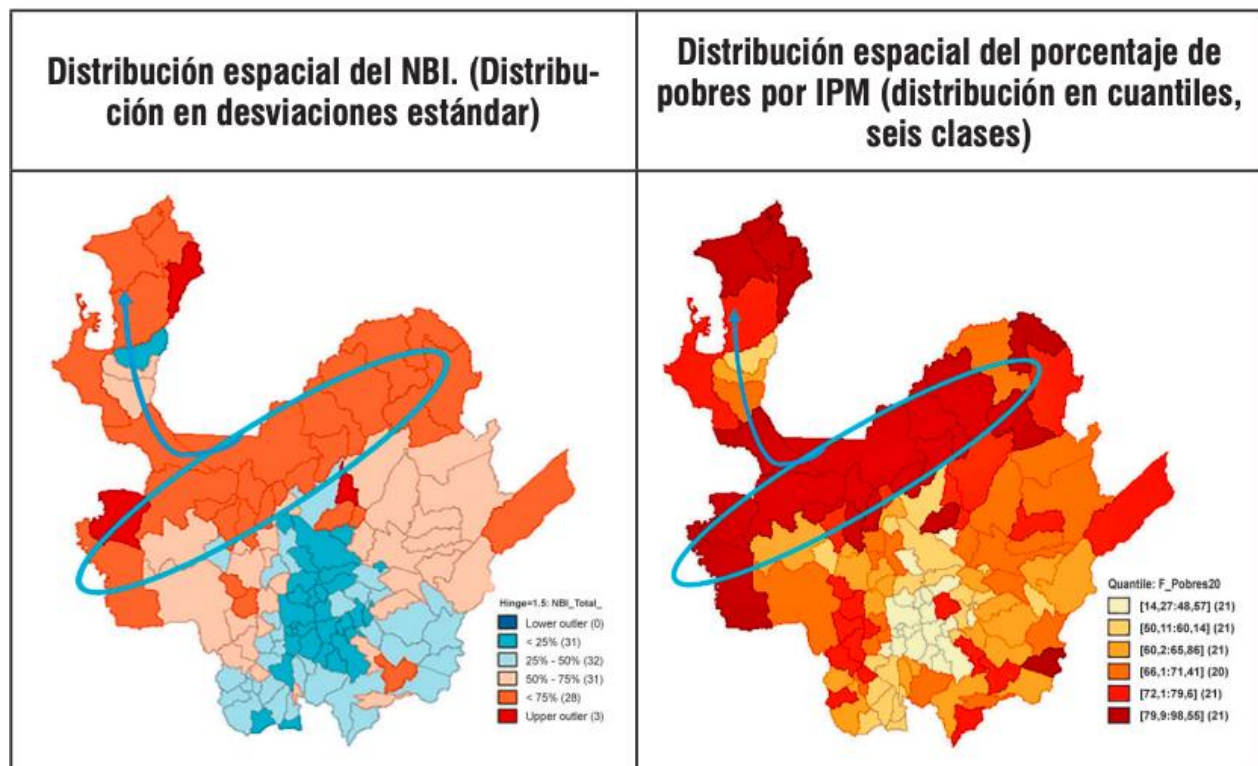 Distribución espacial del NBI. (Distribu-
ción en desviaciones estándar)
Distribución espacial del porcentaje de
pobres por IPM (distribución en cuantiles,
seis clases)
Hinge=1.5: NBI_Total_
Lower outlier (0)
< 25% (31)
25% - 50% (32)
50% - 75% (31)
< 75% (28)
Upper outlier (3)
Quantile: F_Pobres20
[14,27:48,57] (21)
[50,11:60,14] (21)
[60,2:65,86] (21)
[66,1:71,41] (20)
[72,1:79,6] (21)
[79,9:98,55] (21)